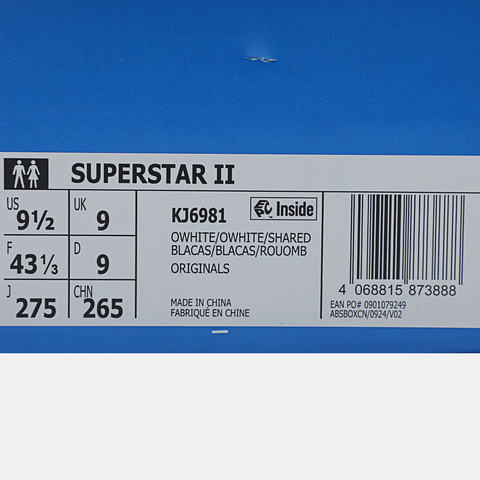 SUPERSTAR II
US 9½ UK 9
F 43⅓ D 9
J 275 CHN 265
KJ6981 Inside
OWHITE/OWHITE/SHARED
BLACAS/BLACAS/ROUOMB
ORIGINALS
MADE IN CHINA
FABRIQUÉ EN CHINE
4 068815 873888
EAN PO# 0901079249
ABSBOXCN/0924/V02